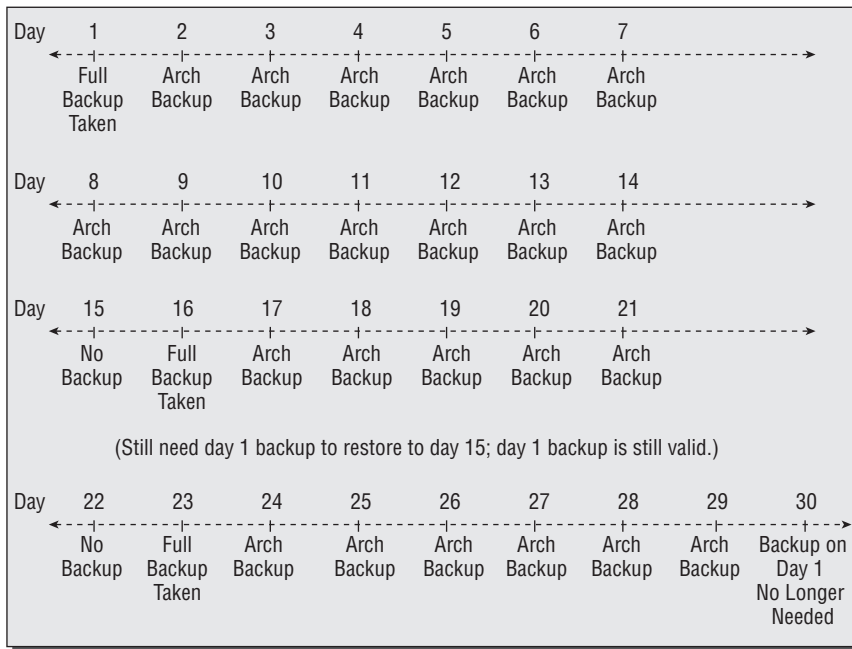 Day 1 2 3 4 5 6 7
Full Arch Arch Arch Arch Arch Arch
Backup Backup Backup Backup Backup Backup Backup
Taken
Day 8 9 10 11 12 13 14
Arch Arch Arch Arch Arch Arch Arch
Backup Backup Backup Backup Backup Backup Backup
Day 15 16 17 18 19 20 21
No Full Arch Arch Arch Arch Arch
Backup Backup Backup Backup Backup Backup Backup
Taken
(Still need day 1 backup to restore to day 15; day 1 backup is still valid.)
Day 22 23 24 25 26 27 28 29 30
No Full Arch Arch Arch Arch Arch Arch Backup on
Backup Backup Backup Backup Backup Backup Backup Backup Day 1
Taken No Longer
Needed